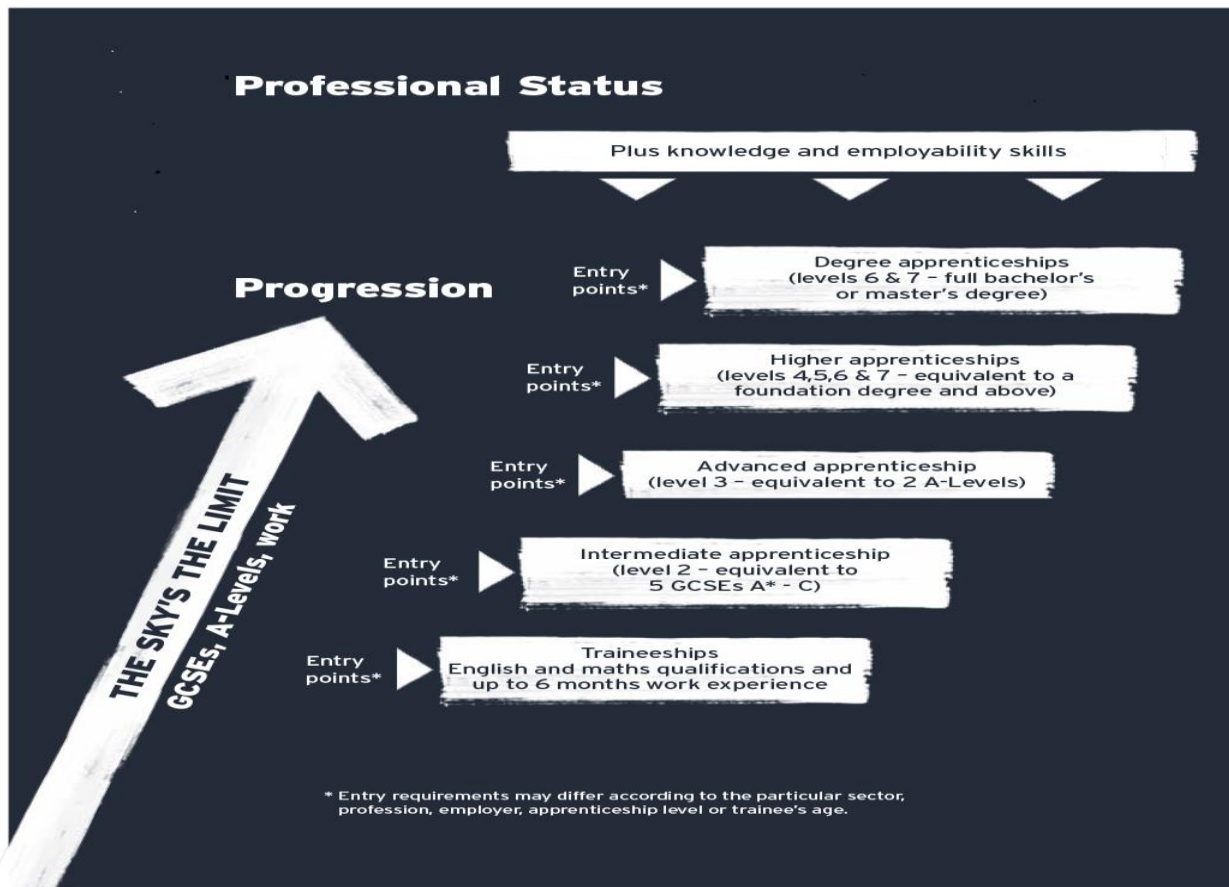 Professional Status
Plus knowledge and employability skills
Progression
Entry
points*
Degree apprenticeships
(levels 6 & 7 – full bachelor's
or master's degree)
Entry
points*
Higher apprenticeships
(levels 4,5,6 & 7 – equivalent to a
foundation degree and above)
Entry
points*
Advanced apprenticeship
(level 3 – equivalent to 2 A-Levels)
Entry
points*
Intermediate apprenticeship
(level 2 – equivalent to
5 GCSEs A* - C)
Entry
points*
Traineeships
English and maths qualifications and
up to 6 months work experience
THE SKY'S THE LIMIT
GCSEs, A-Levels, work
* Entry requirements may differ according to the particular sector,
profession, employer, apprenticeship level or trainee's age.